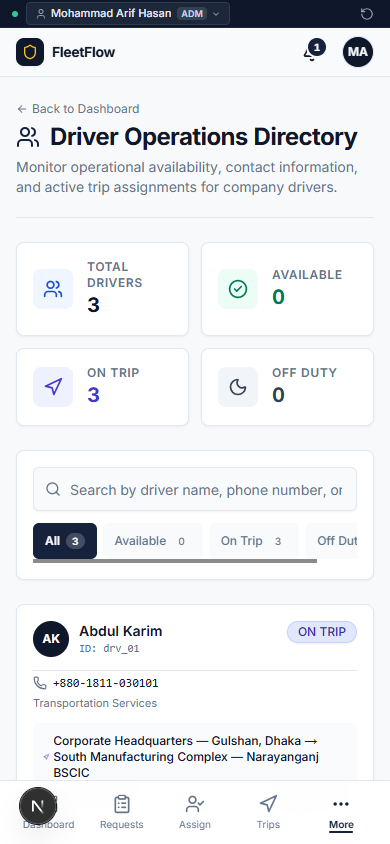 Mohammad Arif Hasan ADM
FleetFlow
1
MA
← Back to Dashboard
Driver Operations Directory
Monitor operational availability, contact information,
and active trip assignments for company drivers.
TOTAL
DRIVERS
3
AVAILABLE
0
ON TRIP
3
OFF DUTY
0
Search by driver name, phone number, or
All 3
Available 0
On Trip 3
Off Dut
AK
Abdul Karim
ID: drv_01
ON TRIP
+880-1811-030101
Transportation Services
Corporate Headquarters — Gulshan, Dhaka →
South Manufacturing Complex — Narayanganj
BSCIC
N
Dashboard
Requests
Assign
Trips
More